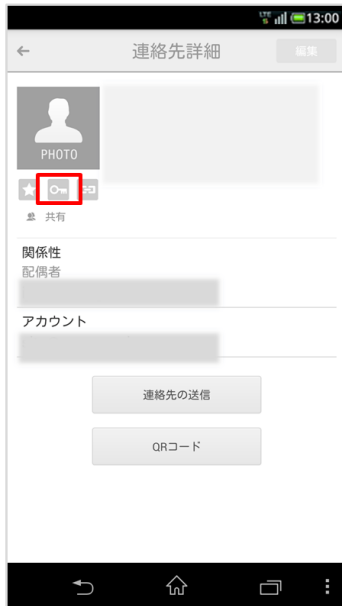 LTE 13:00
連絡先詳細
編集
PHOTO
共有
関係性
配偶者
アカウント
連絡先の送信
QRコード